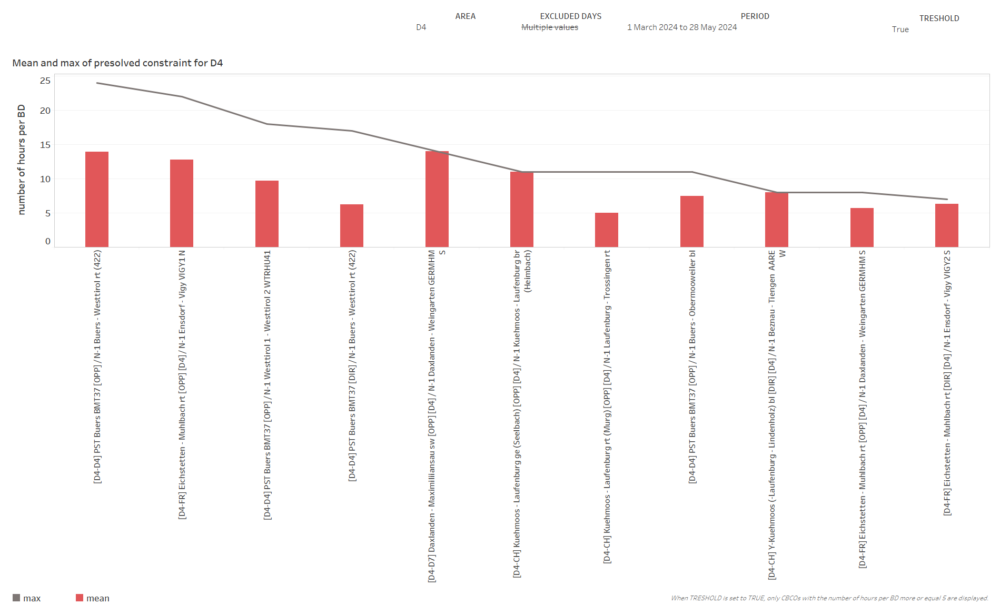 AREA
EXCLUDED DAYS
PERIOD
TRESHOLD
D4
Multiple values
1 March 2024 to 28 May 2024
True
Mean and max of presolved constraint for D4
number of hours per BD
25
20
15
10
5
0
[D4-D4] PST Buers BMT37 [OPP] / N-1 Buers - Westtirol rt (422)
[D4-FR] Eichstetten - Muhlbach rt [OPP] [D4] / N-1 Ensdorf - Vigy VIGY1 N
[D4-D4] PST Buers BMT37 [OPP] / N-1 Westtirol 1 - Westtirol 2 WTRHU41
[D4-D4] PST Buers BMT37 [DIR] / N-1 Buers - Westtirol rt (422)
[D4-D7] Daxlanden - Maximiliiansau sw [OPP] [D4] / N-1 Daxlanden - Weingarten GERMHM
S
[D4-CH] Kuehmoos - Laufenburg ge (Seelbach) [OPP] [D4] / N-1 Kuehmoos - Laufenburg br
(Heimbach)
[D4-CH] Kuehmoos - Laufenburg rt (Murg) [OPP] [D4] / N-1 Laufenburg - Trossingen rt
[D4-D4] PST Buers BMT37 [OPP] / N-1 Buers - Obermooweiler bl
[D4-CH] Y-Kuehmoos (-Laufenburg - Lindenholz) bl [DIR] [D4] / N-1 Beznau - Tiengen  AARE
W
[D4-FR] Eichstetten - Muhlbach rt [OPP] [D4] / N-1 Daxlanden - Weingarten GERMHM S
[D4-FR] Eichstetten - Muhlbach rt [DIR] [D4] / N-1 Ensdorf - Vigy VIGY2 S
max
mean
When TRESHOLD is set to TRUE, only CBCOs with the number of hours per BD more or equal 5 are displayed.